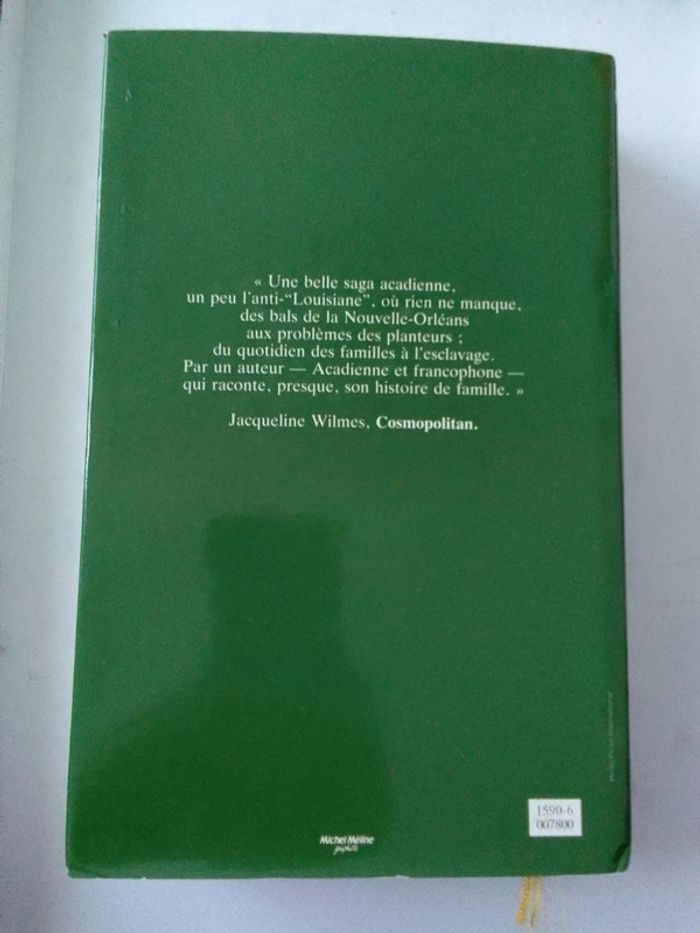 « Une belle saga acadienne,
un peu l'anti-“Louisiane”, où rien ne manque,
des bals de la Nouvelle-Orléans
aux problèmes des planteurs ;
du quotidien des familles à l'esclavage.
Par un auteur — Acadienne et francophone —
qui raconte, presque, son histoire de famille. »
Jacqueline Wilmes, Cosmopolitan.
1590-6
007800
Michel Méline